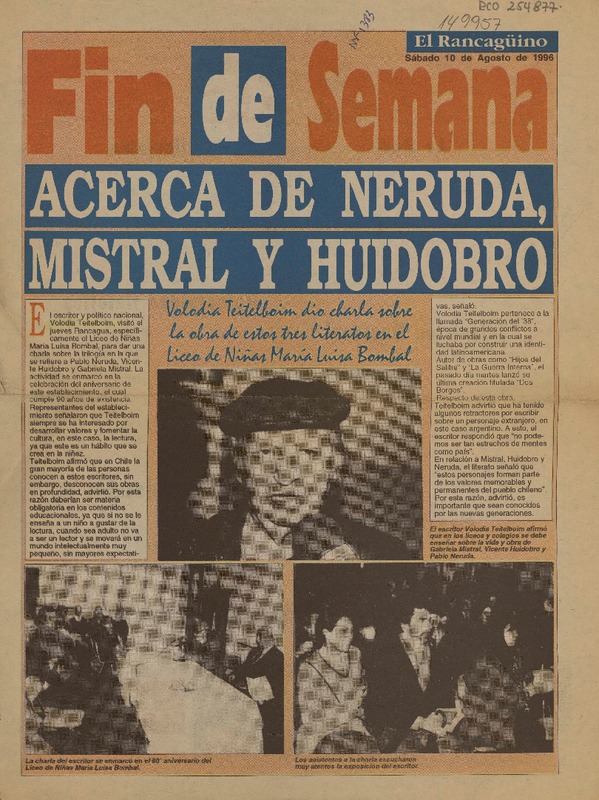 BCO 254877.
149957
El Rancagüino
Sábado 10 de Agosto de 1996
Fin de Semana
ACERCA DE NERUDA,
MISTRAL Y HUIDOBRO
Volodia Teitelboim dio charla sobre
la obra de estos tres literatos en el
Liceo de Niñas María Luisa Bombal
El escritor y político nacional,
Volodia Teitelboim, visitó el
jueves Rancagua, específi-
camente el Liceo de Niñas
María Luisa Bombal, para dar una
charla sobre la trilogía en la que
se refiere a Pablo Neruda, Vicen-
te Huidobro y Gabriela Mistral. La
actividad se enmarcó en la
celebración del aniversario de
este establecimiento, el cual
cumple 90 años de existencia.
Representantes del estableci-
miento señalaron que Teitelboim
siempre se ha interesado por
desarrollar valores y fomentar la
cultura, en este caso, la lectura,
ya que este es un hábito que se
crea en la niñez.
Teitelboim afirmó que en Chile la
gran mayoría de las personas
conocen a estos escritores, sin
embargo, desconocen sus obras
en profundidad, advirtió. Por esta
razón deberían ser materia
obligatoria en los contenidos
educacionales, ya que si no se le
enseña a un niño a gustar de la
lectura, cuando sea adulto no va
a ser un lector y se moverá en un
mundo intelectualmente muy
pequeño, sin mayores expectati-
vas, señaló.
Volodia Teitelboim pertenece a la
llamada "Generación del '38",
época de grandes conflictos a
nivel mundial y en la cual se
luchaba por construir una identi-
dad latinoamericana.
Autor de obras como "Hijos del
Salitre" y "La Guerra Interna", el
pasado día martes lanzó su
última creación titulada "Dos
Borges".
Respecto de esta obra,
Teitelboim advirtió que ha tenido
algunos retractores por escribir
sobre un personaje extranjero, en
este caso argentino. A esto, el
escritor respondió que "no pode-
mos ser tan estrechos de mentes
como país".
En relación a Mistral, Huidobro y
Neruda, el literato señaló que
"estos personajes forman parte
de los valores memorables y
permanentes del pueblo chileno".
Por esta razón, advirtió, es
importante que sean conocidos
por las nuevas generaciones.
El escritor Volodia Teitelboim afirmó
que en los liceos y colegios se debe
enseñar sobre la vida y obra de
Gabriela Mistral, Vicente Huidobro y
Pablo Neruda.
La charla del escritor se enmarcó en el 90° aniversario del
Liceo de Niñas María Luisa Bombal.
Los asistentes a la charla escucharon
muy atentos la exposición del escritor.